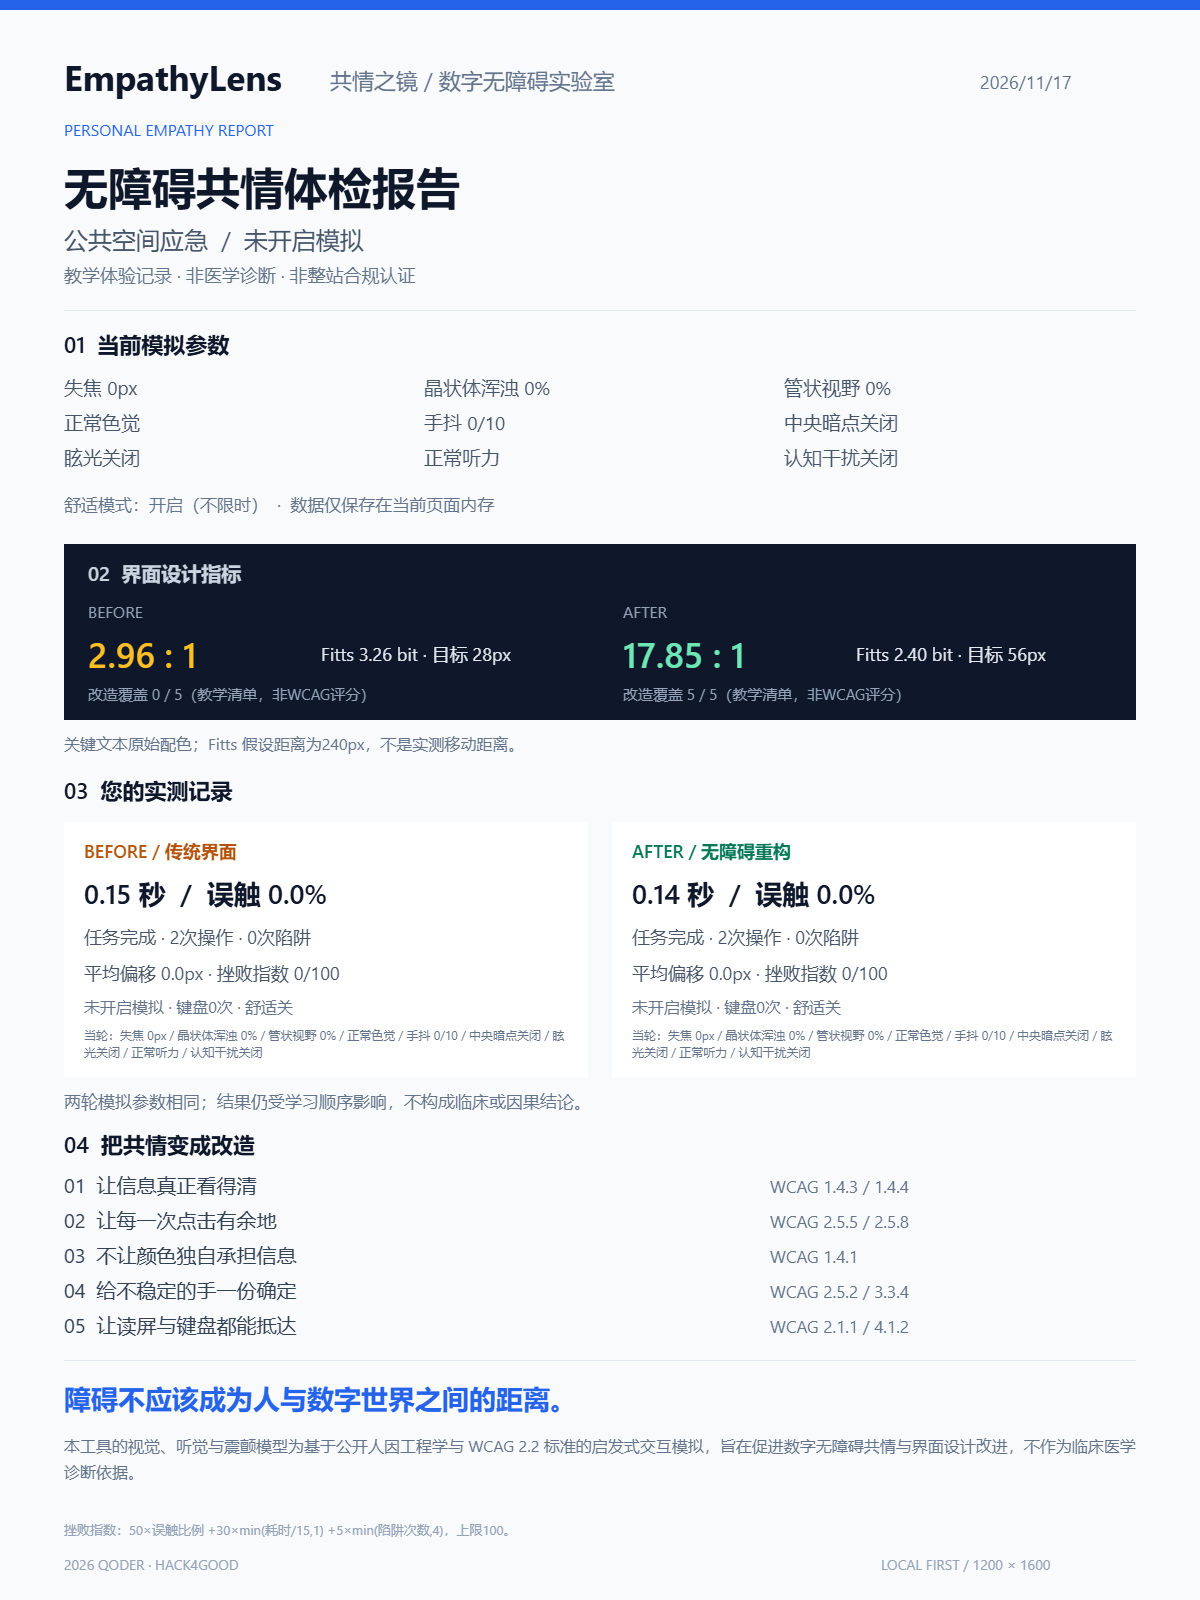 EmpathyLens 共情之镜 / 数字无障碍实验室 2026/11/17
PERSONAL EMPATHY REPORT
无障碍共情体检报告
公共空间应急 / 未开启模拟
教学体验记录 · 非医学诊断 · 非整站合规认证
01 当前模拟参数
失焦 0px 晶状体浑浊 0% 管状视野 0%
正常色觉 手抖 0/10 中央暗点关闭
眩光关闭 正常听力 认知干扰关闭
舒适模式：开启（不限时） · 数据仅保存在当前页面内存
02 界面设计指标
BEFORE AFTER
2.96 : 1 Fitts 3.26 bit · 目标 28px 17.85 : 1 Fitts 2.40 bit · 目标 56px
改造覆盖 0 / 5（教学清单，非WCAG评分） 改造覆盖 5 / 5（教学清单，非WCAG评分）
关键文本原始配色；Fitts 假设距离为240px，不是实测移动距离。
03 您的实测记录
BEFORE / 传统界面
0.15 秒 / 误触 0.0%
任务完成 · 2次操作 · 0次陷阱
平均偏移 0.0px · 挫败指数 0/100
未开启模拟 · 键盘0次 · 舒适关
当轮：失焦 0px / 晶状体浑浊 0% / 管状视野 0% / 正常色觉 / 手抖 0/10 / 中央暗点关闭 / 眩
光关闭 / 正常听力 / 认知干扰关闭
AFTER / 无障碍重构
0.14 秒 / 误触 0.0%
任务完成 · 2次操作 · 0次陷阱
平均偏移 0.0px · 挫败指数 0/100
未开启模拟 · 键盘0次 · 舒适关
当轮：失焦 0px / 晶状体浑浊 0% / 管状视野 0% / 正常色觉 / 手抖 0/10 / 中央暗点关闭 / 眩
光关闭 / 正常听力 / 认知干扰关闭
两轮模拟参数相同；结果仍受学习顺序影响，不构成临床或因果结论。
04 把共情变成改造
01 让信息真正看得清 WCAG 1.4.3 / 1.4.4
02 让每一次点击有余地 WCAG 2.5.5 / 2.5.8
03 不让颜色独自承担信息 WCAG 1.4.1
04 给不稳定的手一份确定 WCAG 2.5.2 / 3.3.4
05 让读屏与键盘都能抵达 WCAG 2.1.1 / 4.1.2
障碍不应该成为人与数字世界之间的距离。
本工具的视觉、听觉与震颤模型为基于公开人因工程学与 WCAG 2.2 标准的启发式交互模拟，旨在促进数字无障碍共情与界面设计改进，不作为临床医学
诊断依据。
挫败指数：50×误触比例 +30×min(耗时/15,1) +5×min(陷阱次数,4)，上限100。
2026 QODER · HACK4GOOD LOCAL FIRST / 1200 × 1600